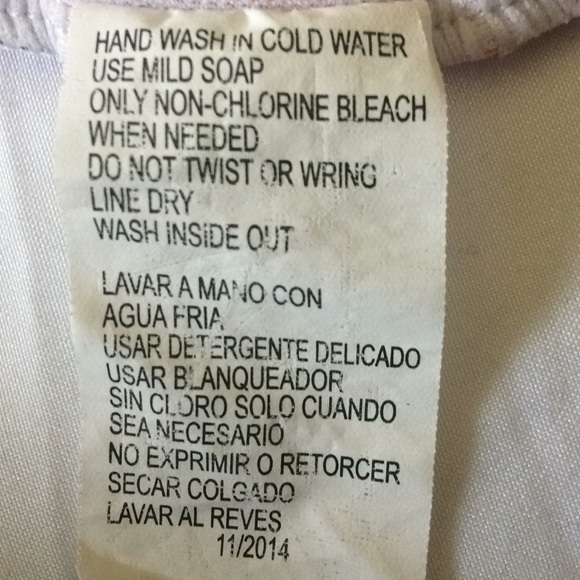 HAND WASH IN COLD WATER
USE MILD SOAP
ONLY NON-CHLORINE BLEACH
WHEN NEEDED
DO NOT TWIST OR WRING
LINE DRY
WASH INSIDE OUT
LAVAR A MANO CON
AGUA FRIA
USAR DETERGENTE DELICADO
USAR BLANQUEADOR
SIN CLORO SOLO CUANDO
SEA NECESARIO
NO EXPRIMIR O RETORCER
SECAR COLGADO
LAVAR AL REVES
11/2014